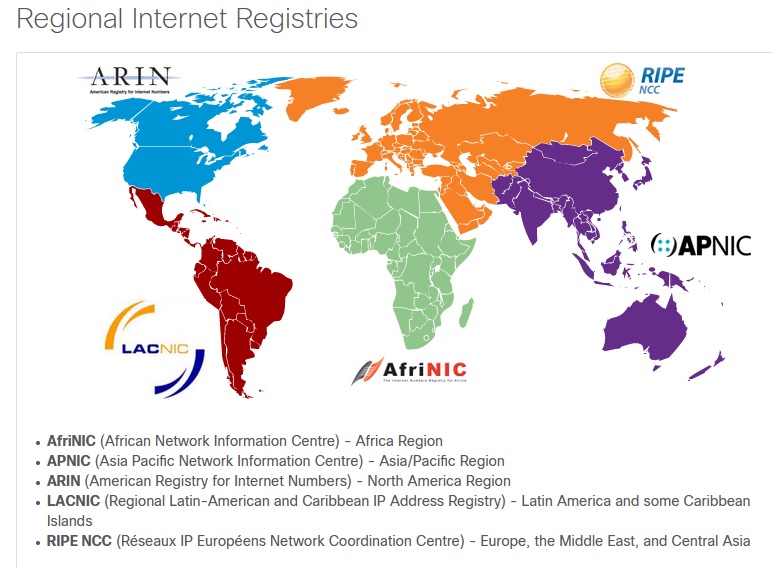 Regional Internet Registries
ARIN
American Registry for Internet Numbers
RIPE
NCC
APNIC
LACNIC
AfriNIC
The Internet Numbers Registry for Africa
• AfriNIC (African Network Information Centre) - Africa Region
• APNIC (Asia Pacific Network Information Centre) - Asia/Pacific Region
• ARIN (American Registry for Internet Numbers) - North America Region
• LACNIC (Regional Latin-American and Caribbean IP Address Registry) - Latin America and some Caribbean
Islands
• RIPE NCC (Réseaux IP Européens Network Coordination Centre) - Europe, the Middle East, and Central Asia